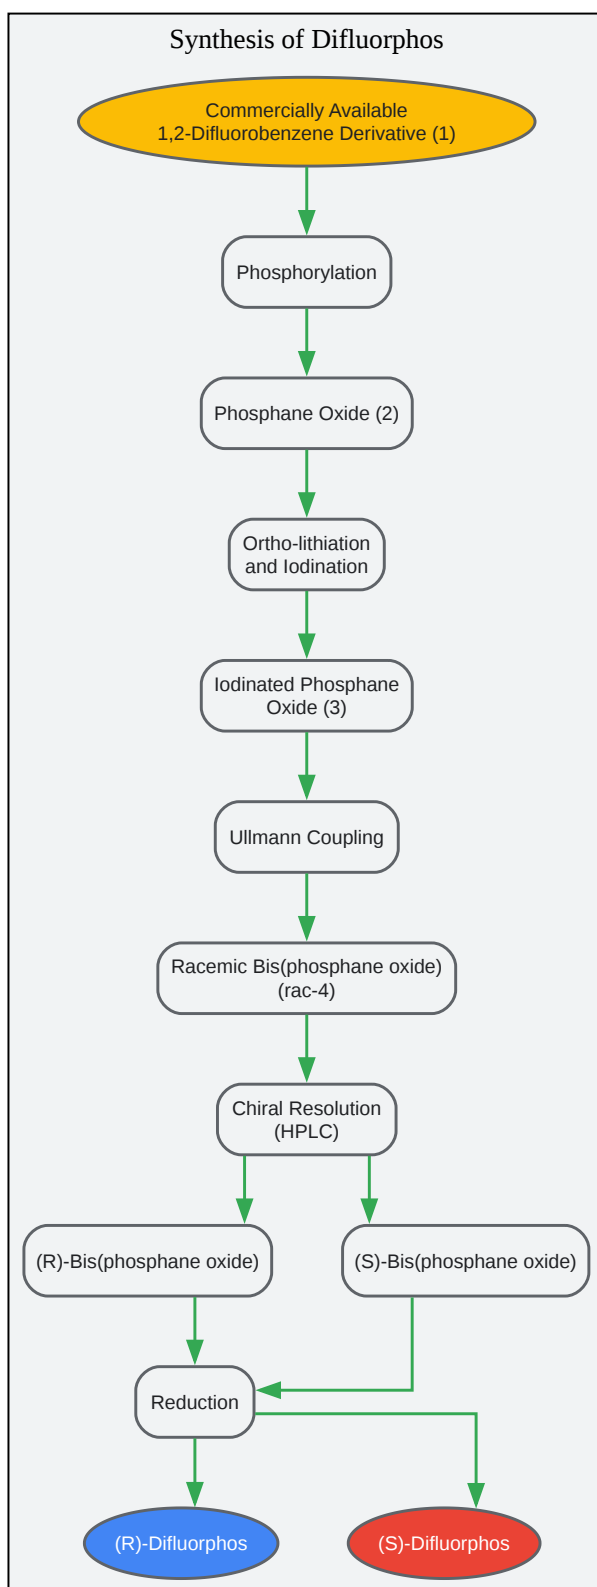 Synthesis of Difluorphos
Commercially Available
1,2-Difluorobenzene Derivative (1)
Phosphorylation
Phosphane Oxide (2)
Ortho-lithiation
and Iodination
Iodinated Phosphane
Oxide (3)
Ullmann Coupling
Racemic Bis(phosphane oxide)
(rac-4)
Chiral Resolution
(HPLC)
(R)-Bis(phosphane oxide)
(S)-Bis(phosphane oxide)
Reduction
(R)-Difluorphos
(S)-Difluorphos